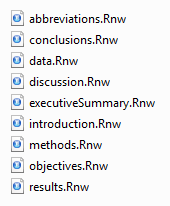 abbreviations.Rnw
conclusions.Rnw
data.Rnw
discussion.Rnw
executiveSummary.Rnw
introduction.Rnw
methods.Rnw
objectives.Rnw
results.Rnw